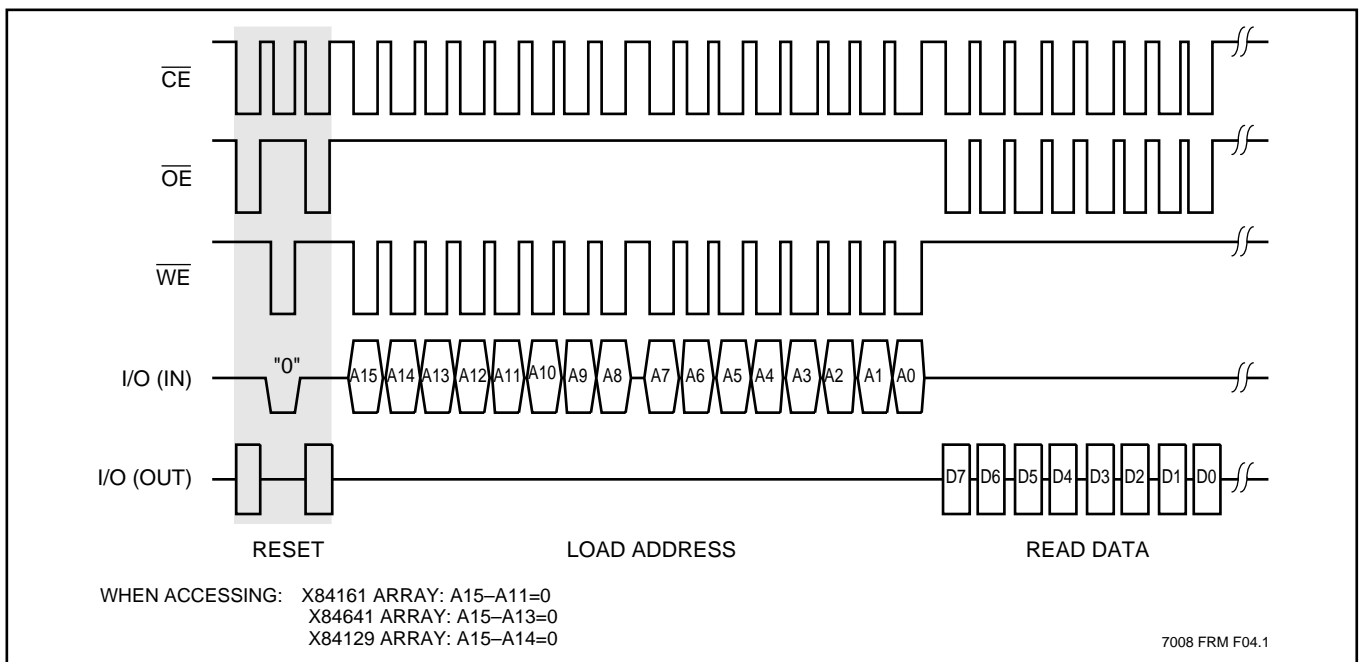 CE
OE
WE
"0"
I/O (IN) A15 A14 A13 A12 A11 A10 A9 A8 A7 A6 A5 A4 A3 A2 A1 A0
I/O (OUT) D7 D6 D5 D4 D3 D2 D1 D0
RESET LOAD ADDRESS READ DATA
WHEN ACCESSING: X84161 ARRAY: A15–A11=0
X84641 ARRAY: A15–A13=0
X84129 ARRAY: A15–A14=0
7008 FRM F04.1